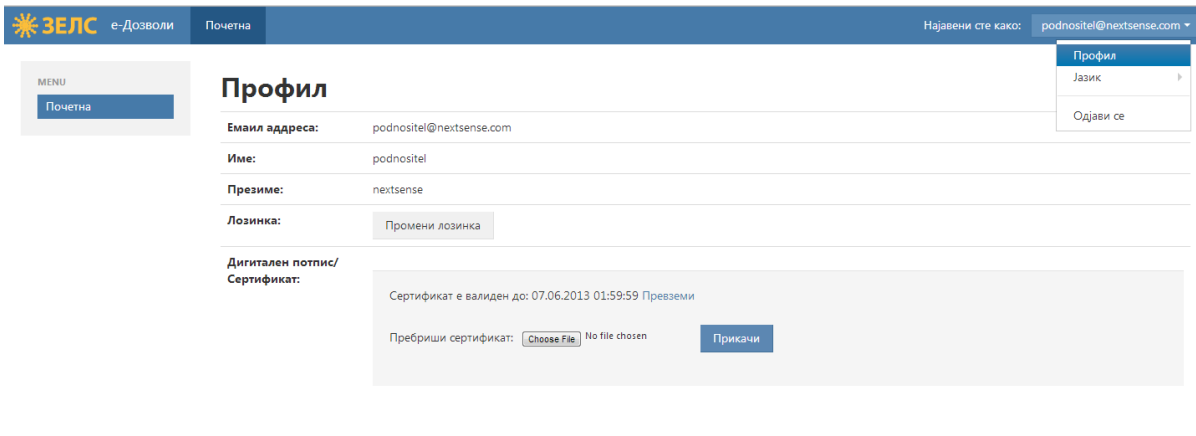 ЗЕЛС е-Дозволи Почетна Најавени сте како: podnositel@nextsense.com
Профил
Јазик
Одјави се
MENU
Почетна
Профил
Емаил аддреса: podnositel@nextsense.com
Име: podnositel
Презиме: nextsense
Лозинка: Промени лозинка
Дигитален потпис/
Сертификат:
Сертификат е валиден до: 07.06.2013 01:59:59 Превземи
Пребриши сертификат: Choose File No file chosen Прикачи